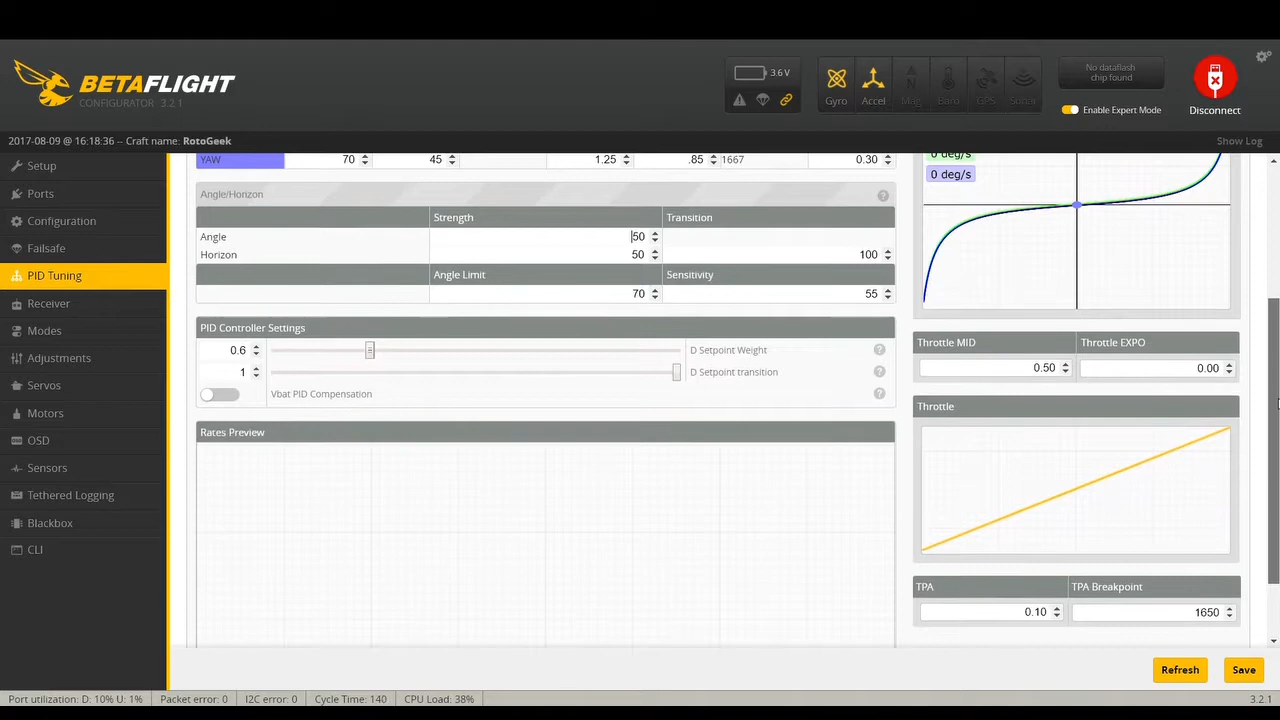 BETAFLIGHT
CONFIGURATOR 3.2.1
3.6 V
Gyro
Accel
Mag
Baro
GPS
Sonar
No dataflash
chip found
Enable Expert Mode
Disconnect
2017-08-09 @ 16:18:36 -- Craft name: RotoGeek
Show Log
Setup
Ports
Configuration
Failsafe
PID Tuning
Receiver
Modes
Adjustments
Servos
Motors
OSD
Sensors
Tethered Logging
Blackbox
CLI
YAW 70 45 1.25 .85 1667 0.30
Angle/Horizon
Strength Transition
Angle 50
Horizon 50 100
Angle Limit Sensitivity
70 55
PID Controller Settings
0.6 D Setpoint Weight
1 D Setpoint transition
Vbat PID Compensation
Rates Preview
0 deg/s
0 deg/s
Throttle MID Throttle EXPO
0.50 0.00
Throttle
TPA TPA Breakpoint
0.10 1650
Refresh Save
Port utilization: D: 10% U: 1% Packet error: 0 I2C error: 0 Cycle Time: 140 CPU Load: 38% 3.2.1